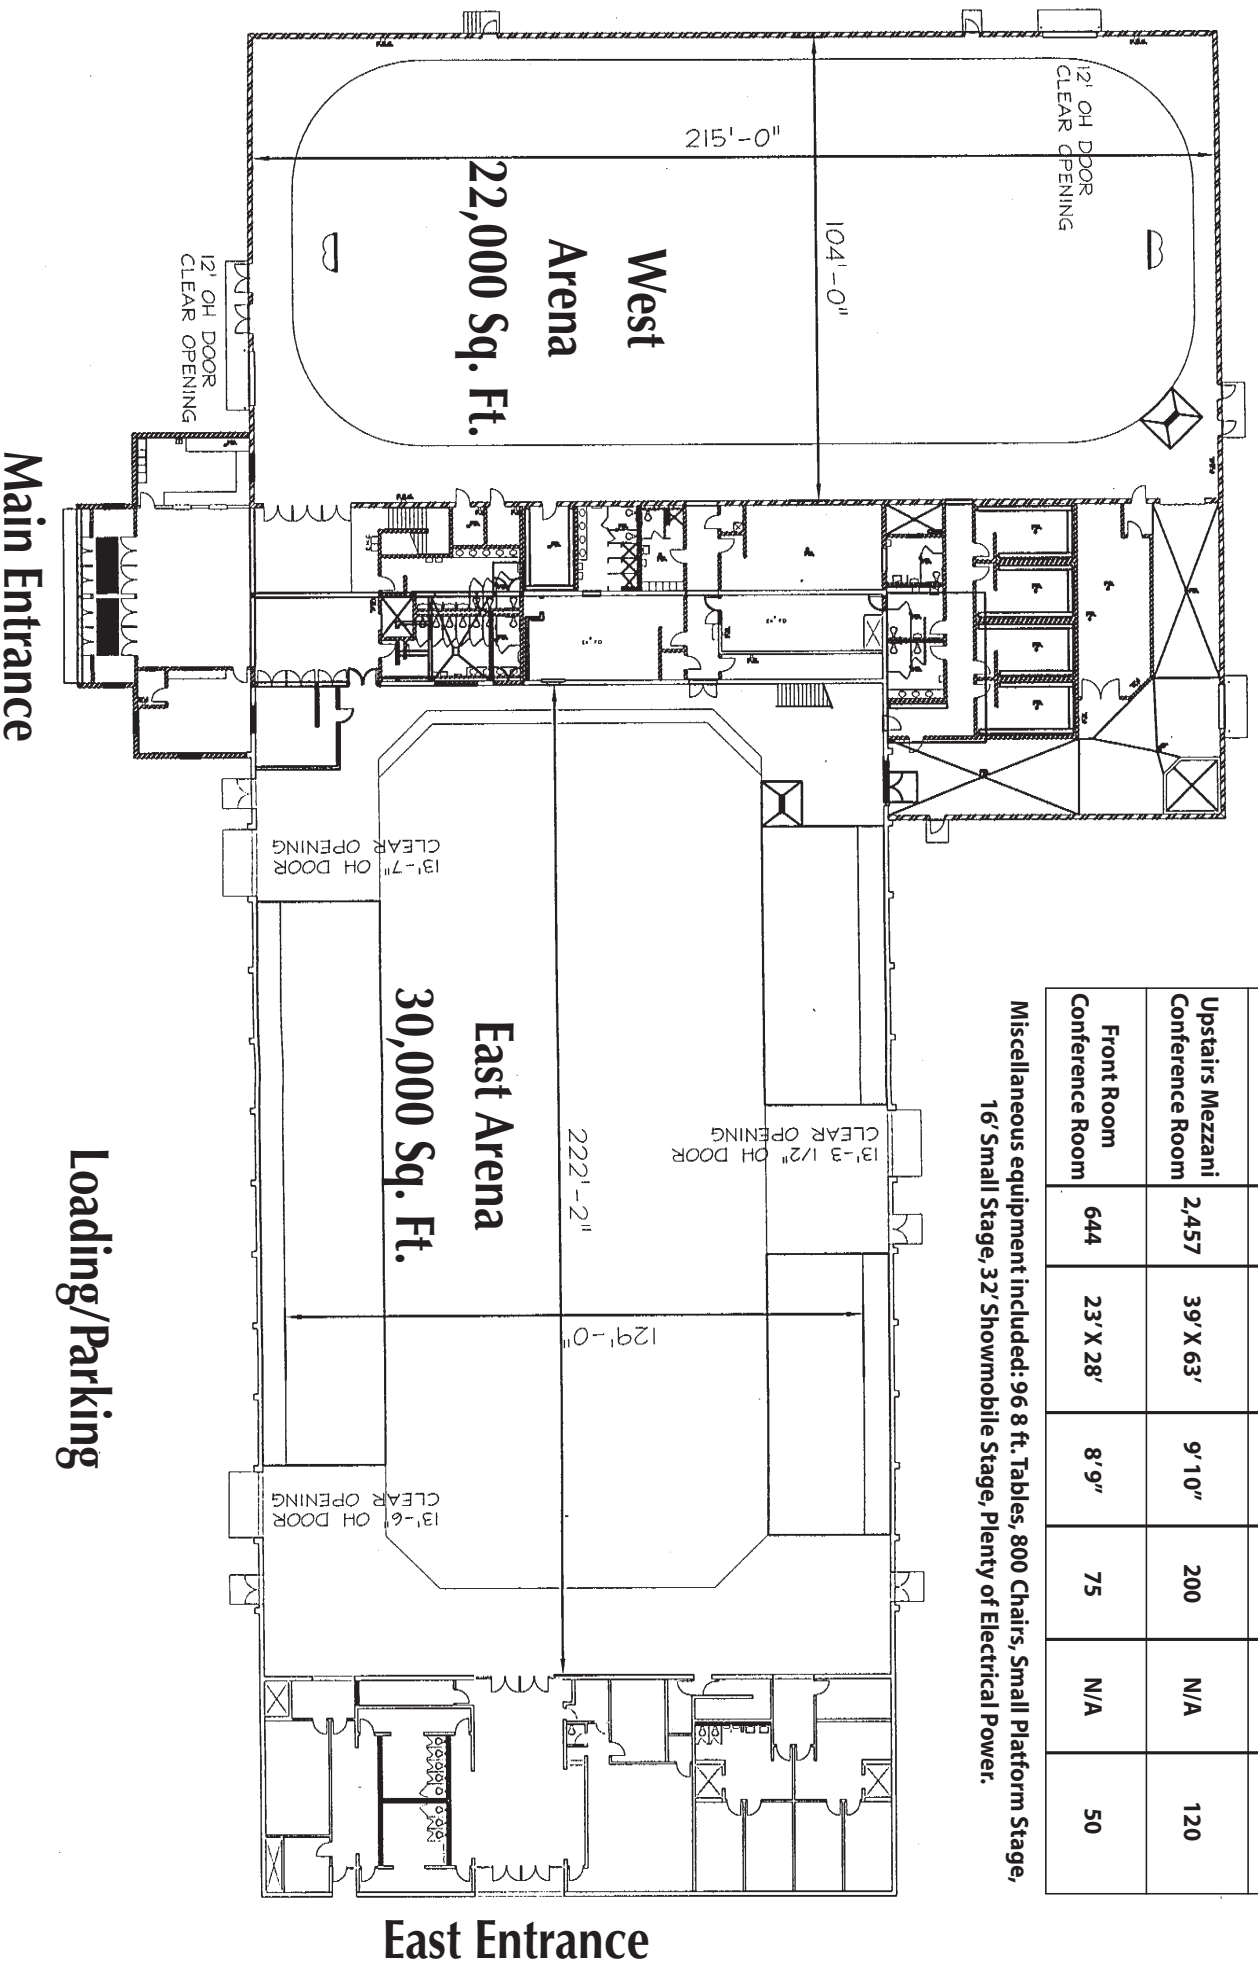 Upstairs Mezzani
Conference Room
2,457
39' X 63'
9' 10"
200
N/A
120
Front Room
Conference Room
644
23' X 28'
8' 9"
75
N/A
50
Miscellaneous equipment included: 96 8 ft. Tables, 800 Chairs, Small Platform Stage,
16' Small Stage, 32' Showmobile Stage, Plenty of Electrical Power.
12' OH DOOR
CLEAR OPENING
215'-0"
104'-0"
West
Arena
22,000 Sq. Ft.
12' OH DOOR
CLEAR OPENING
Main Entrance
13'-7" OH DOOR
CLEAR OPENING
13'-3 1/2" OH DOOR
CLEAR OPENING
222'-2"
East Arena
30,000 Sq. Ft.
129'-0"
13'-6" OH DOOR
CLEAR OPENING
Loading/Parking
East Entrance